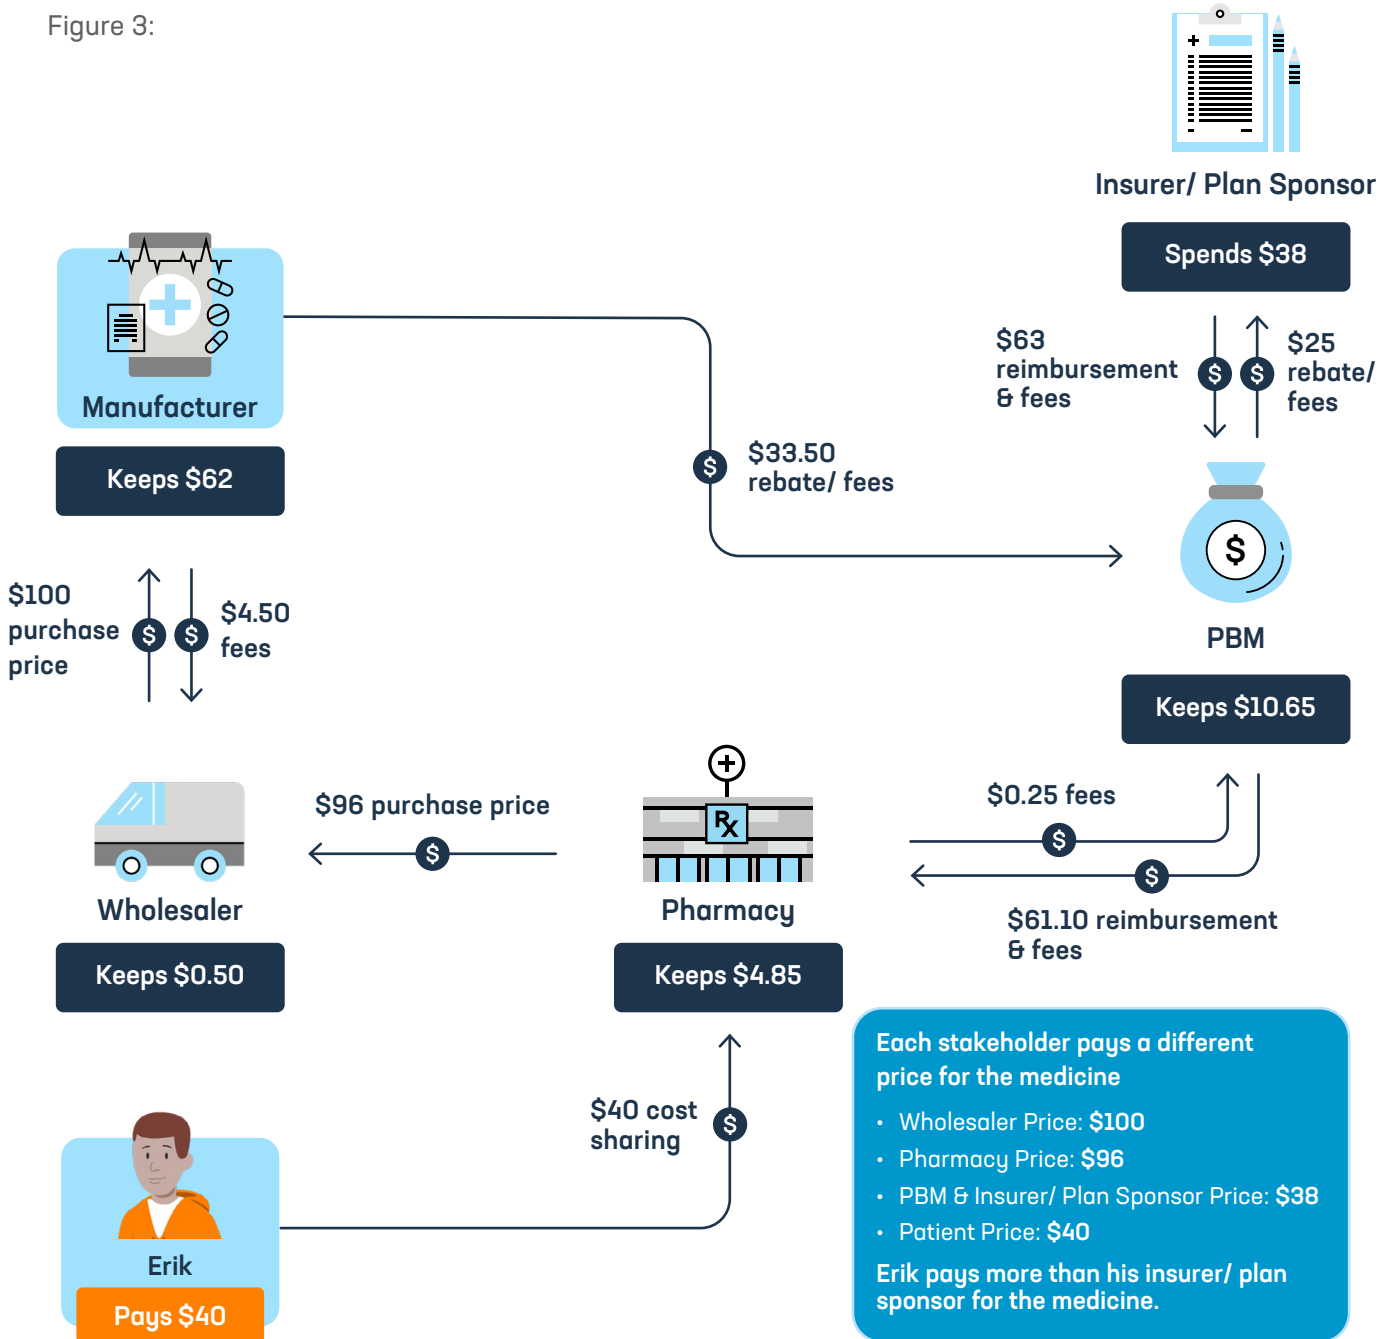 Figure 3:
Insurer/ Plan Sponsor
Spends $38
$63
reimbursement
& fees
$25
rebate/
fees
Manufacturer
Keeps $62
$33.50
rebate/ fees
$
$
$
$
PBM
Keeps $10.65
$100
purchase
price
$
$
$4.50
fees
$96 purchase price
$
Wholesaler
Keeps $0.50
Rx
Pharmacy
Keeps $4.85
$0.25 fees
$
$
$61.10 reimbursement
& fees
$40 cost
sharing
$
Erik
Pays $40
Each stakeholder pays a different
price for the medicine
• Wholesaler Price: $100
• Pharmacy Price: $96
• PBM & Insurer/ Plan Sponsor Price: $38
• Patient Price: $40
Erik pays more than his insurer/ plan
sponsor for the medicine.